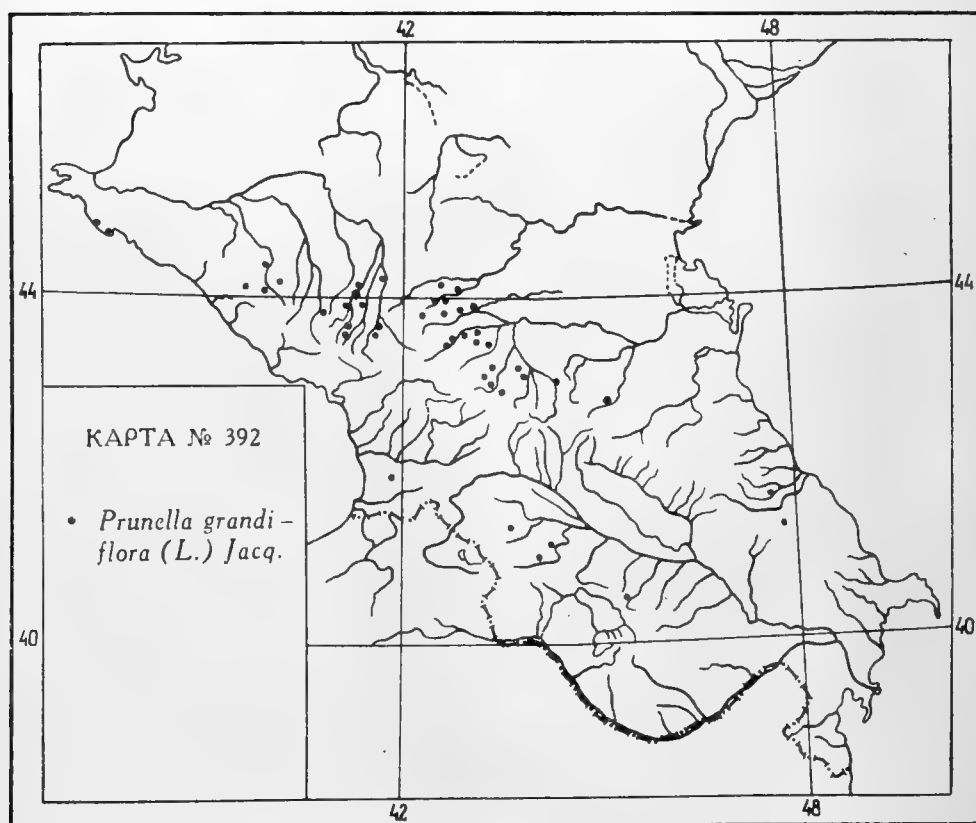 42 48
44 44
КАРТА № 392
• Prunella grandi–
flora (L.) Jacq.
40 40
42 48